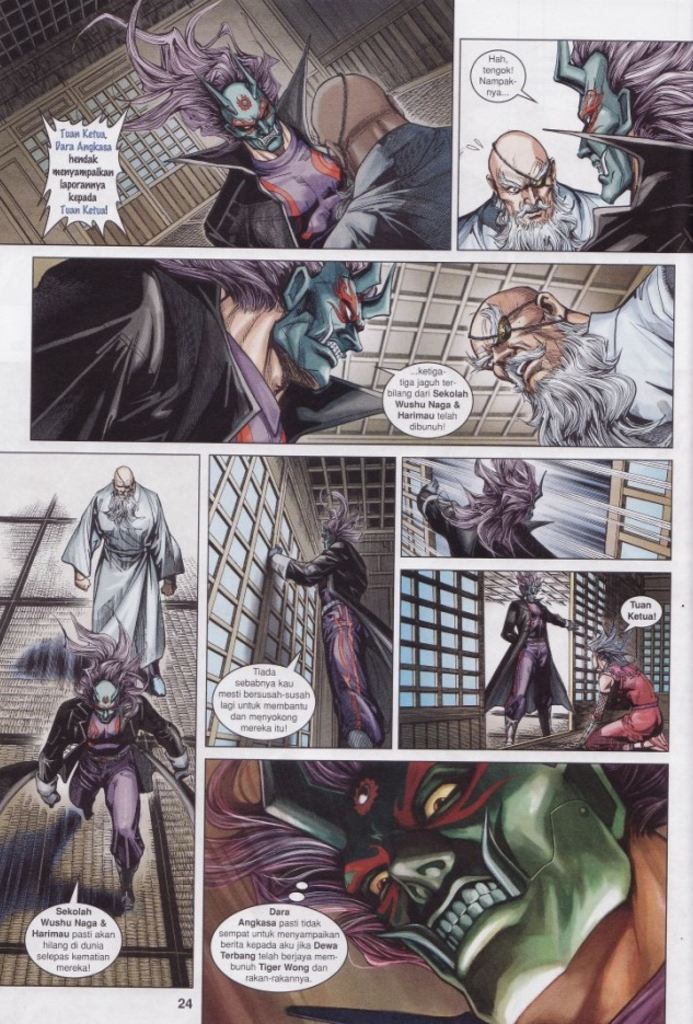 Tuan Ketua,
Dara Angkasa
hendak
menyampaikan
laporannya
kepada
Tuan Ketua!
Hah,
tengok!
Nampak-
nya...
...ketiga-
tiga jaguh ter-
bilang dari Sekolah
Wushu Naga &
Harimau telah
dibunuh!
Sekolah
Wushu Naga &
Harimau pasti akan
hilang di dunia
selepas kematian
mereka!
Tiada
sebabnya kau
mesti bersusah-susah
lagi untuk membantu
dan menyokong
mereka itu!
Tuan
Ketua!
Dara
Angkasa pasti tidak
sempat untuk menyampaikan
berita kepada aku jika Dewa
Terbang telah berjaya mem-
bunuh Tiger Wong dan
rakan-rakannya.
24